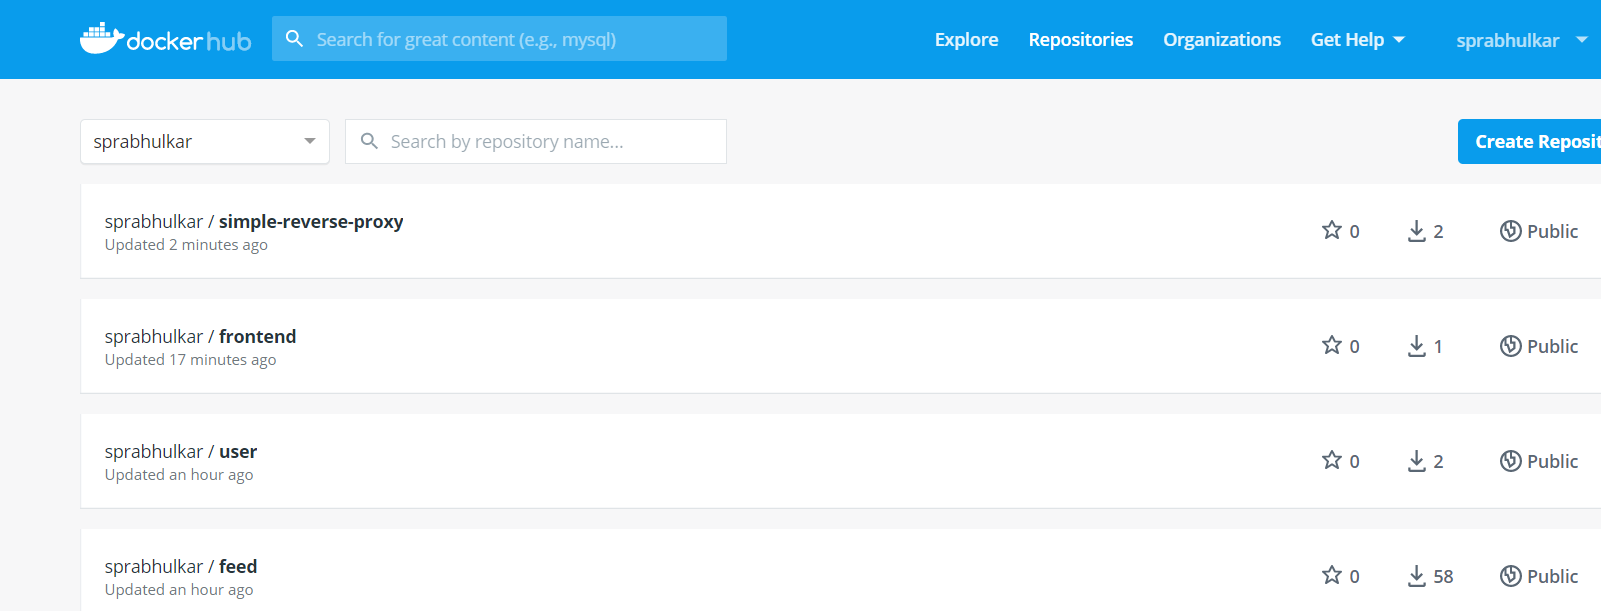 docker hub Search for great content (e.g., mysql) Explore Repositories Organizations Get Help sprabhulkar
sprabhulkar Search by repository name... Create Reposit
sprabhulkar / simple-reverse-proxy 0 2 Public
Updated 2 minutes ago
sprabhulkar / frontend 0 1 Public
Updated 17 minutes ago
sprabhulkar / user 0 2 Public
Updated an hour ago
sprabhulkar / feed 0 58 Public
Updated an hour ago